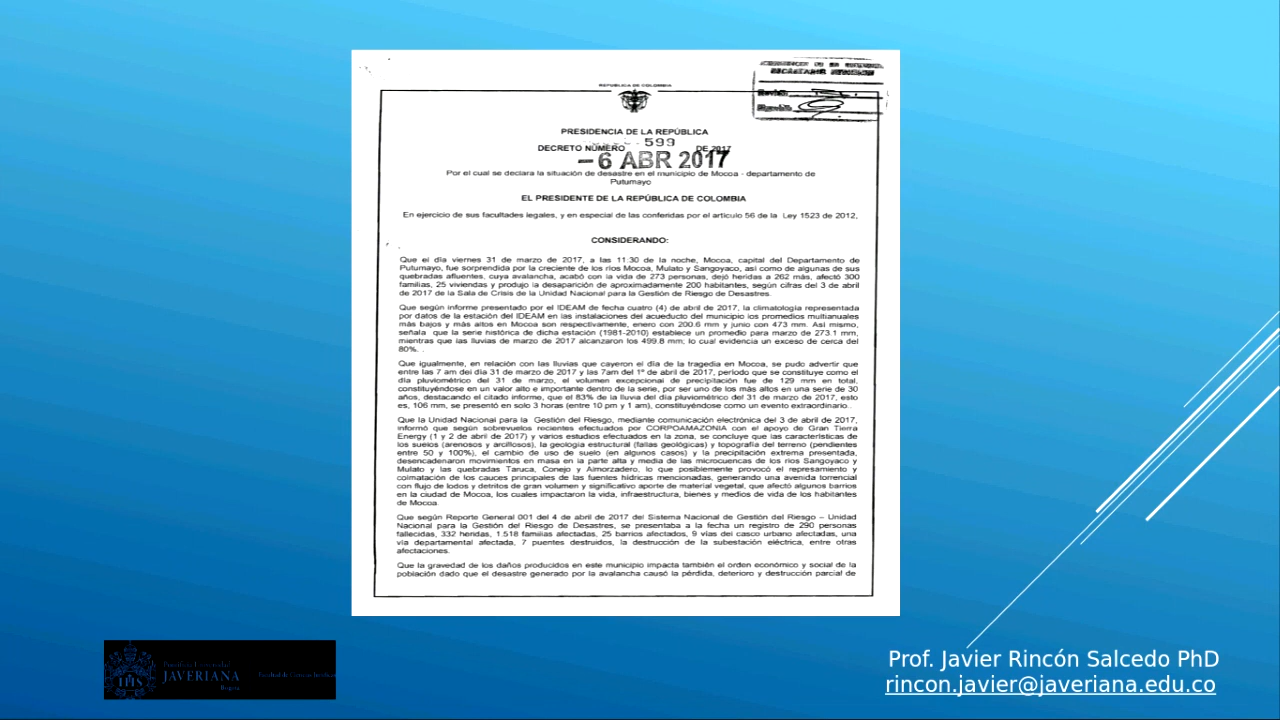 REPUBLICA DE COLOMBIA
PRESIDENCIA DE LA REPÚBLICA
DECRETO NÚMERO 599 DE 2017
– 6 ABR 2017
Por el cual se declara la situación de desastre en el municipio de Mocoa - departamento de
Putumayo
EL PRESIDENTE DE LA REPÚBLICA DE COLOMBIA
En ejercicio de sus facultades legales, y en especial de las conferidas por el artículo 56 de la Ley 1523 de 2012,
CONSIDERANDO:
Que el día viernes 31 de marzo de 2017, a las 11:30 de la noche, Mocoa, capital del Departamento de
Putumayo, fue sorprendida por la creciente de los ríos Mocoa, Mulato y Sangoyaco, así como de algunas de sus
quebradas afluentes, cuya avalancha, acabó con la vida de 273 personas, dejó heridas a 262 más, afectó 300
familias, 25 viviendas y produjo la desaparición de aproximadamente 200 habitantes, según cifras del 3 de abril
de 2017 de la Sala de Crisis de la Unidad Nacional para la Gestión de Riesgo de Desastres.
Que según informe presentado por el IDEAM de fecha cuatro (4) de abril de 2017, la climatología representada
por datos de la estación del IDEAM en las instalaciones del acueducto del municipio los promedios multianuales
más bajos y más altos en Mocoa son respectivamente, enero con 200.6 mm y junio con 473 mm. Así mismo,
señala que la serie histórica de dicha estación (1981-2010) establece un promedio para marzo de 273.1 mm,
mientras que las lluvias de marzo de 2017 alcanzaron los 499.8 mm; lo cual evidencia un exceso de cerca del
80%. .
Que igualmente, en relación con las lluvias que cayeron el día de la tragedia en Mocoa, se pudo advertir que
entre las 7 am del día 31 de marzo de 2017 y las 7am del 1º de abril de 2017, período que se constituye como el
día pluviométrico del 31 de marzo, el volumen excepcional de precipitación fue de 129 mm en total,
constituyéndose en un valor alto e importante dentro de la serie, por ser uno de los más altos en una serie de 30
años, destacando el citado informe, que el 83% de la lluvia del día pluviométrico del 31 de marzo de 2017, esto
es, 106 mm, se presentó en solo 3 horas (entre 10 pm y 1 am), constituyéndose como un evento extraordinario..
Que la Unidad Nacional para la Gestión del Riesgo, mediante comunicación electrónica del 3 de abril de 2017,
informó que según sobrevuelos recientes efectuados por CORPOAMAZONIA con el apoyo de Gran Tierra
Energy (1 y 2 de abril de 2017) y varios estudios efectuados en la zona, se concluye que las características de
los suelos (arenosos y arcillosos), la geología estructural (fallas geológicas) y topografía del terreno (pendientes
entre 50 y 100%), el cambio de uso de suelo (en algunos casos) y la precipitación extrema presentada,
desencadenaron movimientos en masa en la parte alta y media de las microcuencas de los ríos Sangoyaco y
Mulato y las quebradas Taruca, Conejo y Almorzadero, lo que posiblemente provocó el represamiento y
colmatación de los cauces principales de las fuentes hídricas mencionadas, generando una avenida torrencial
con flujo de lodos y detritos de gran volumen y significativo aporte de material vegetal, que afectó algunos barrios
en la ciudad de Mocoa, los cuales impactaron la vida, infraestructura, bienes y medios de vida de los habitantes
de Mocoa.
Que según Reporte General 001 del 4 de abril de 2017 del Sistema Nacional de Gestión del Riesgo – Unidad
Nacional para la Gestión del Riesgo de Desastres, se presentaba a la fecha un registro de 290 personas
fallecidas, 332 heridas, 1.518 familias afectadas, 25 barrios afectados, 9 vías del casco urbano afectadas, una
vía departamental afectada, 7 puentes destruidos, la destrucción de la subestación eléctrica, entre otras
afectaciones.
Que la gravedad de los daños producidos en este municipio impacta también el orden económico y social de la
población dado que el desastre generado por la avalancha causó la pérdida, deterioro y destrucción parcial de
Pontificia Universidad
JAVERIANA
Bogotá
Facultad de Ciencias Jurídicas
Prof. Javier Rincón Salcedo PhD
rincon.javier@javeriana.edu.co